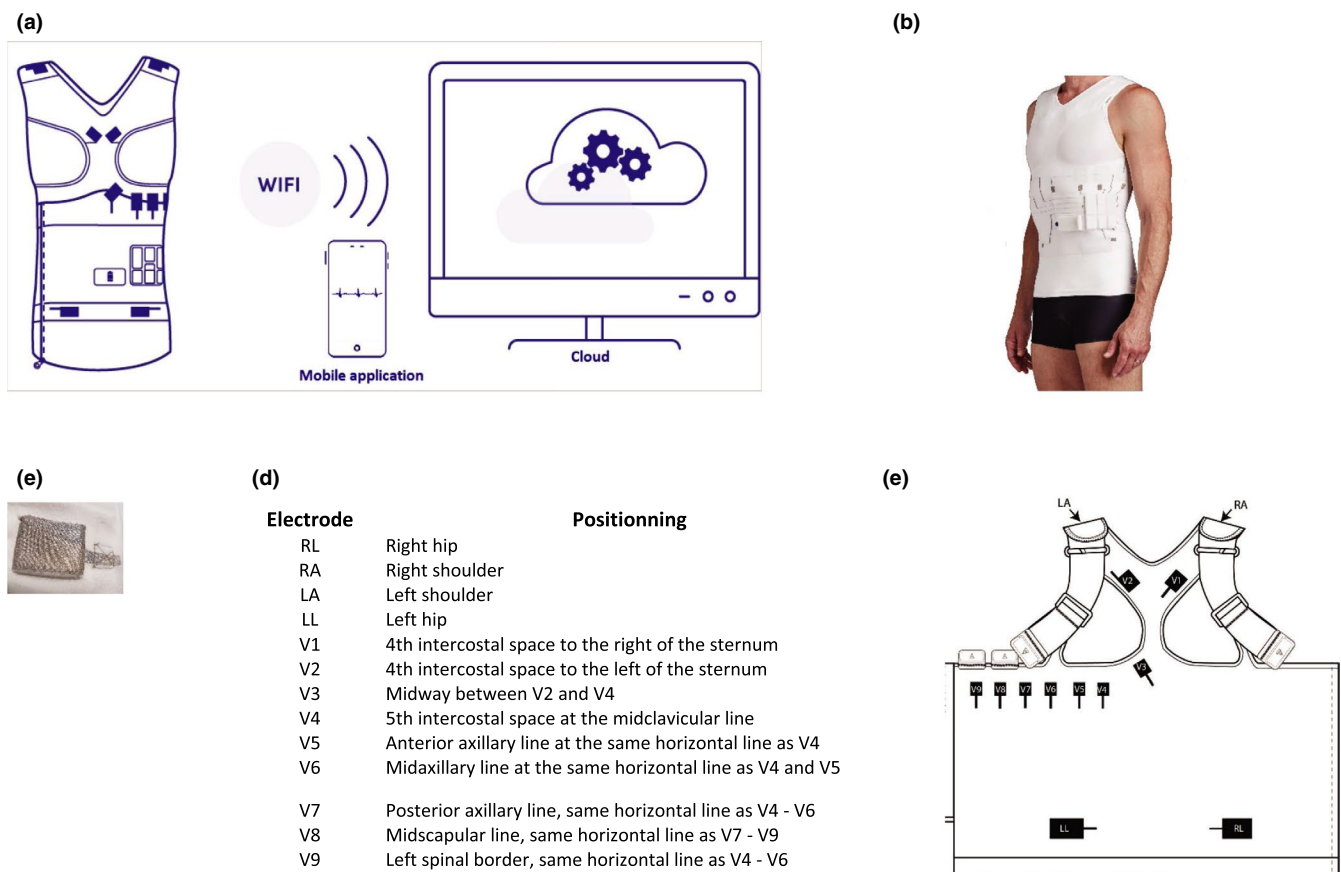 (a)
WIFI
Mobile application
Cloud
(b)
(e)
(d)
Electrode Positionning
RL Right hip
RA Right shoulder
LA Left shoulder
LL Left hip
V1 4th intercostal space to the right of the sternum
V2 4th intercostal space to the left of the sternum
V3 Midway between V2 and V4
V4 5th intercostal space at the midclavicular line
V5 Anterior axillary line at the same horizontal line as V4
V6 Midaxillary line at the same horizontal line as V4 and V5
V7 Posterior axillary line, same horizontal line as V4 - V6
V8 Midscapular line, same horizontal line as V7 - V9
V9 Left spinal border, same horizontal line as V4 - V6
(e)
LA RA
V2 V1
V3
V9 V8 V7 V6 V5 V4
LL RL